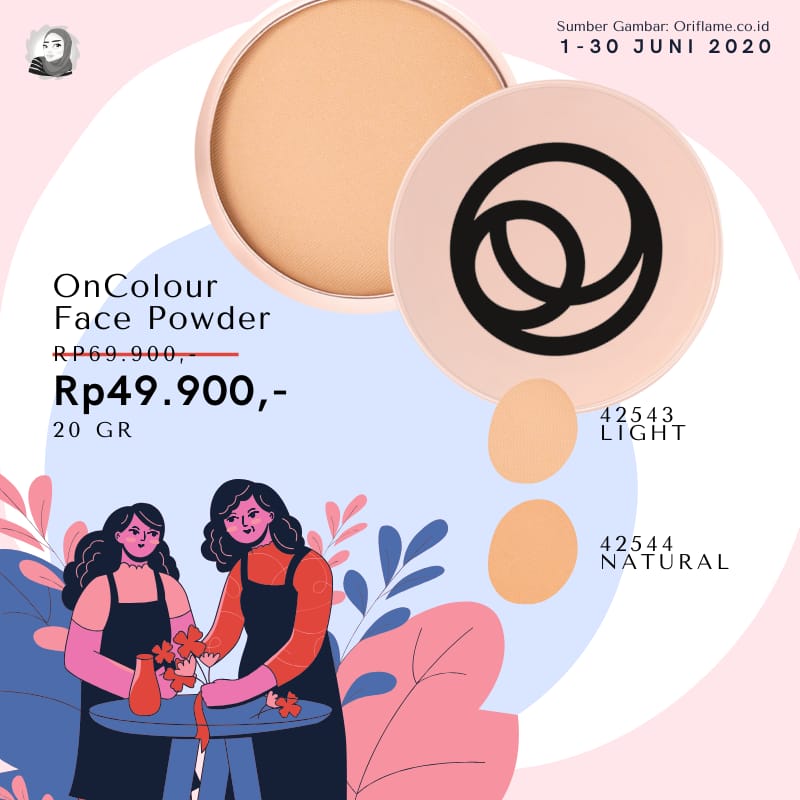 Sumber Gambar: Oriflame.co.id
1-30 JUNI 2020
OnColour
Face Powder
RP69.900,-
Rp49.900,-
20 GR
42543
LIGHT
42544
NATURAL